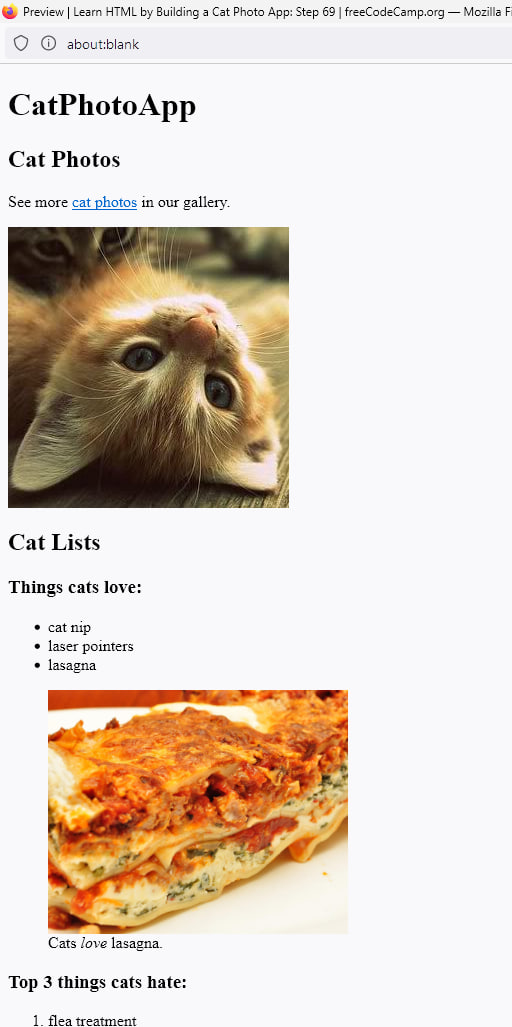 Preview | Learn HTML by Building a Cat Photo App: Step 69 | freeCodeCamp.org — Mozilla Fi
about:blank
CatPhotoApp
Cat Photos
See more cat photos in our gallery.
Cat Lists
Things cats love:
• cat nip
• laser pointers
• lasagna
Cats love lasagna.
Top 3 things cats hate:
1. flea treatment